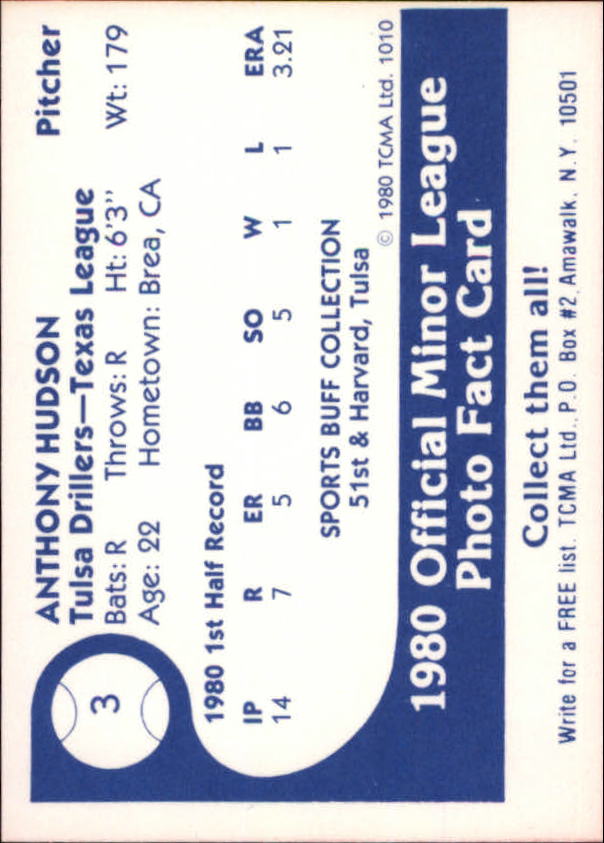 3
ANTHONY HUDSON Pitcher
Tulsa Drillers—Texas League
Bats: R Throws: R Ht: 6'3" Wt: 179
Age: 22 Hometown: Brea, CA
1980 1st Half Record
IP R ER BB SO W L ERA
14 7 5 6 5 1 1 3.21
SPORTS BUFF COLLECTION
51st & Harvard, Tulsa
© 1980 TCMA Ltd. 1010
1980 Official Minor League
Photo Fact Card
Collect them all!
Write for a FREE list. TCMA Ltd., P.O. Box #2, Amawalk, N.Y. 10501